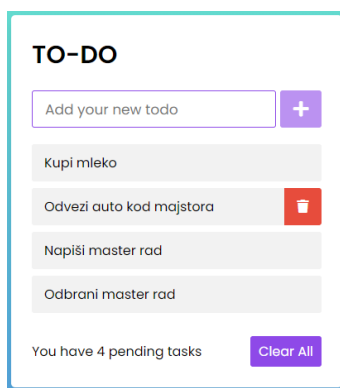 TO-DO
Add your new todo
Kupi mleko
Odvezi auto kod majstora
Napiši master rad
Odbrani master rad
You have 4 pending tasks
Clear All